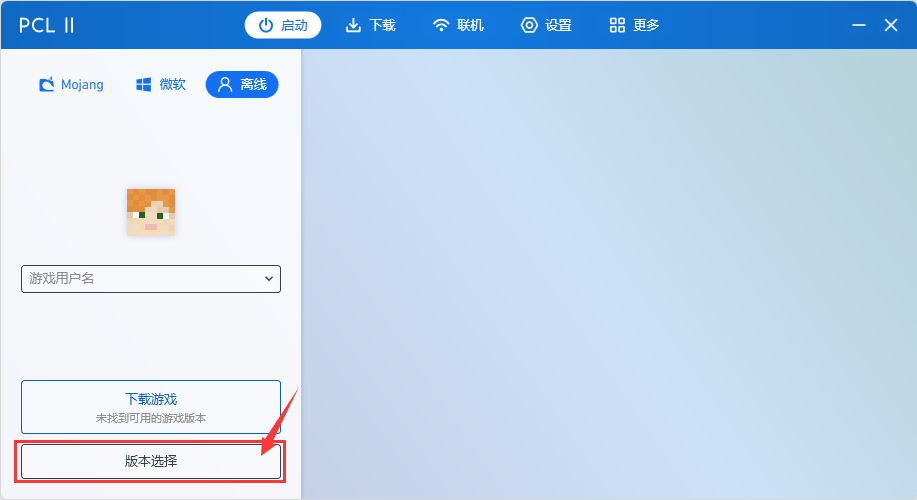 PCL II
启动
下载
联机
设置
更多
Mojang
微软
离线
游戏用户名
下载游戏
未找到可用的游戏版本
版本选择